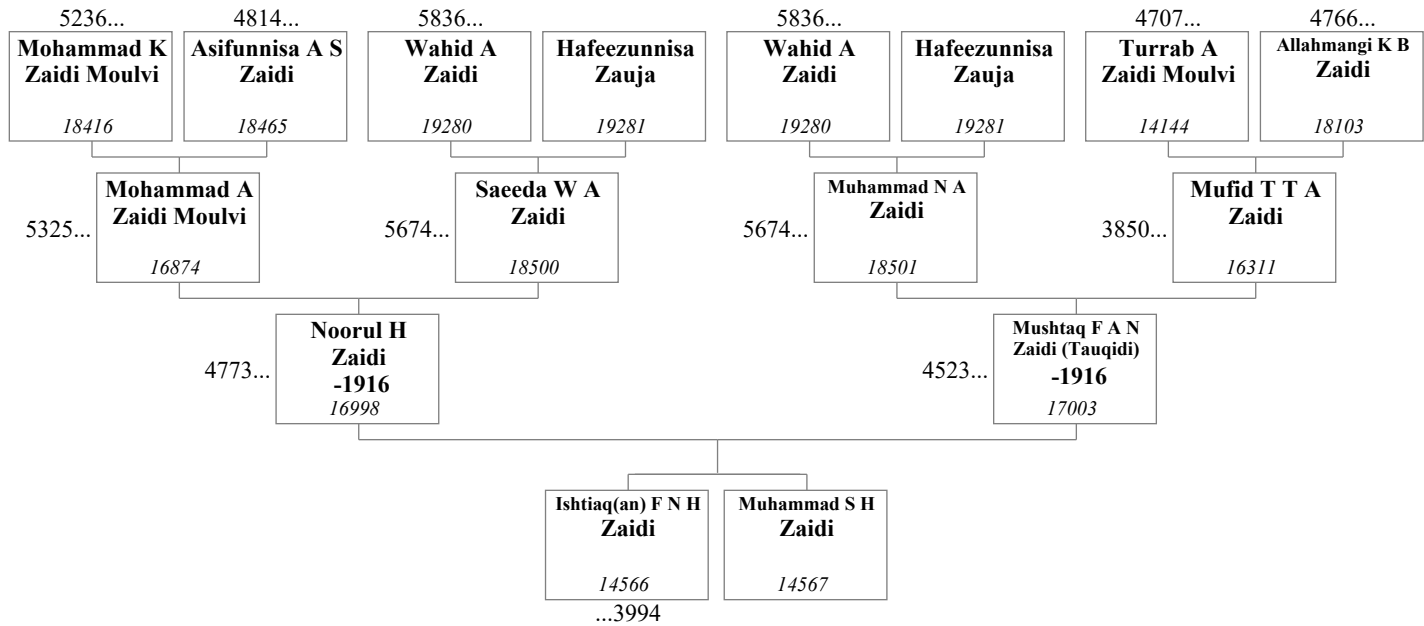 5236...
4814...
5836...
5836...
4707...
4766...
Mohammad K
Zaidi Moulvi
18416
Asifunnisa A S
Zaidi
18465
Wahid A
Zaidi
19280
Hafeezunnisa
Zauja
19281
Wahid A
Zaidi
19280
Hafeezunnisa
Zauja
19281
Turrab A
Zaidi Moulvi
14144
Allahmangi K B
Zaidi
18103
5325...
Mohammad A
Zaidi Moulvi
16874
5674...
Saeeda W A
Zaidi
18500
5674...
Muhammad N A
Zaidi
18501
3850...
Mufid T T A
Zaidi
16311
4773...
Noorul H
Zaidi
-1916
16998
4523...
Mushtaq F A N
Zaidi (Tauqidi)
-1916
17003
Ishtiaq(an) F N H
Zaidi
14566
...3994
Muhammad S H
Zaidi
14567